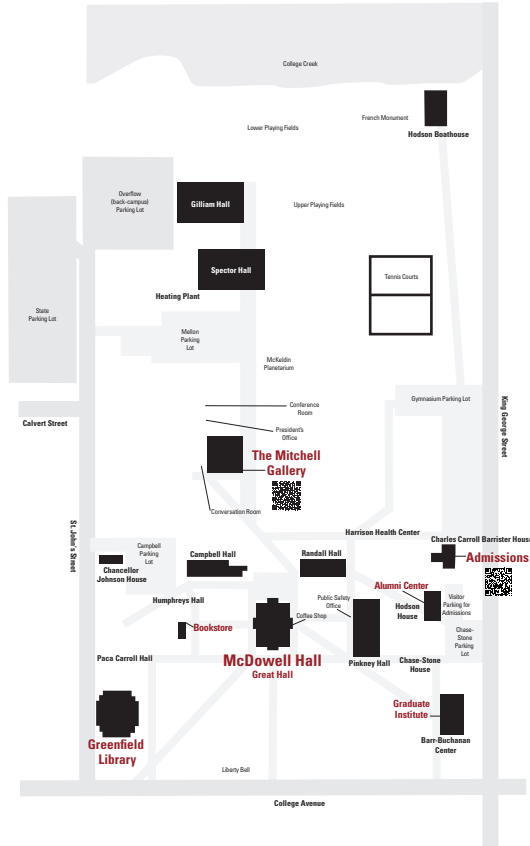 College Creek
French Monument
Lower Playing Fields
Hodson Boathouse
Overflow
(back-campus)
Parking Lot
Gilliam Hall
Upper Playing Fields
Spector Hall
Tennis Courts
Heating Plant
State
Parking Lot
Mellon
Parking
Lot
McKeldin
Planetarium
Gymnasium Parking Lot
King George Street
Conference
Room
Calvert Street
President's
Office
The Mitchell
Gallery
Conversation Room
St. John's Street
Harrison Health Center
Charles Carroll Barrister House
Campbell
Parking
Lot
Campbell Hall
Randall Hall
Admissions
Chancellor
Johnson House
Alumni Center
Humphreys Hall
Public Safety
Office
Hodson
House
Visitor
Parking for
Admissions
Coffee Shop
Bookstore
Chase-
Stone
Parking
Lot
Paca Carroll Hall
McDowell Hall
Great Hall
Pinkney Hall
Chase-Stone
House
Graduate
Institute
Greenfield
Library
Barr-Buchanan
Center
Liberty Bell
College Avenue